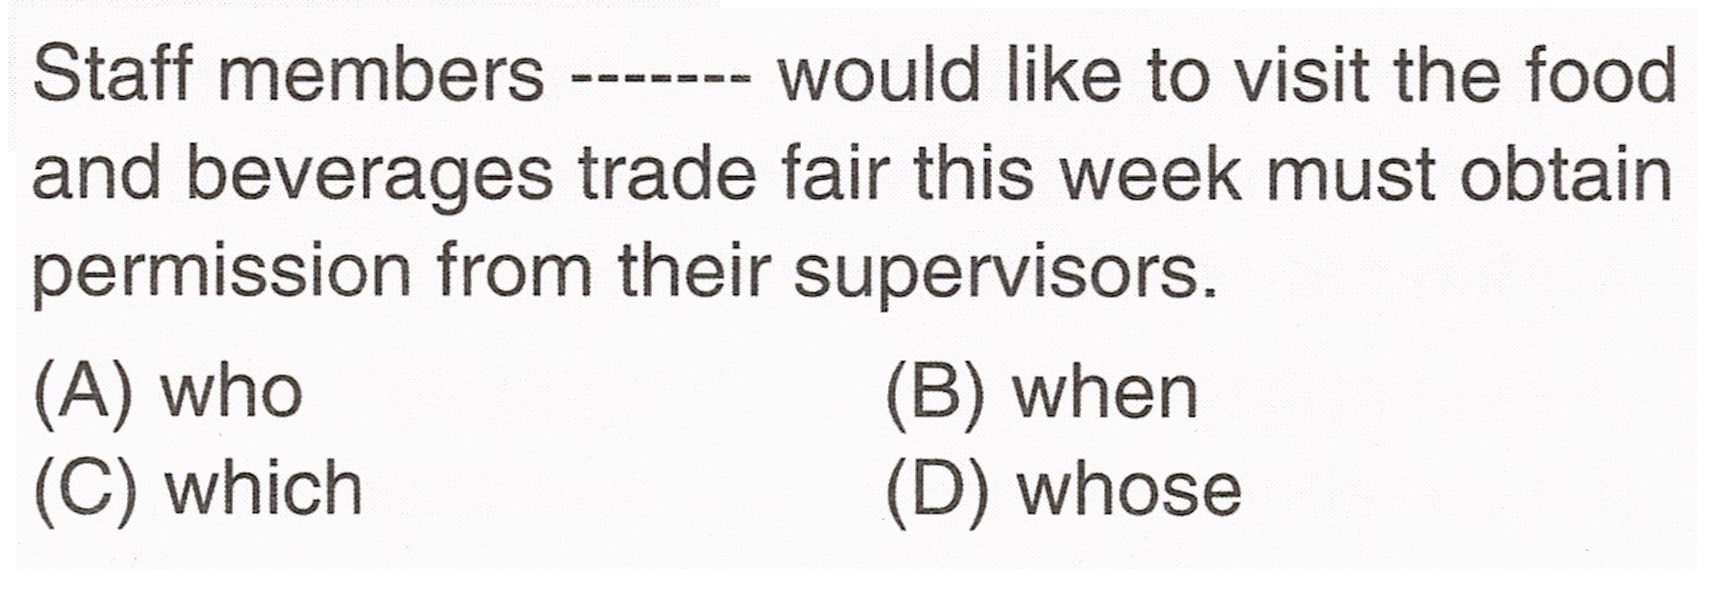 Staff members ------- would like to visit the food
and beverages trade fair this week must obtain
permission from their supervisors.
(A) who (B) when
(C) which (D) whose